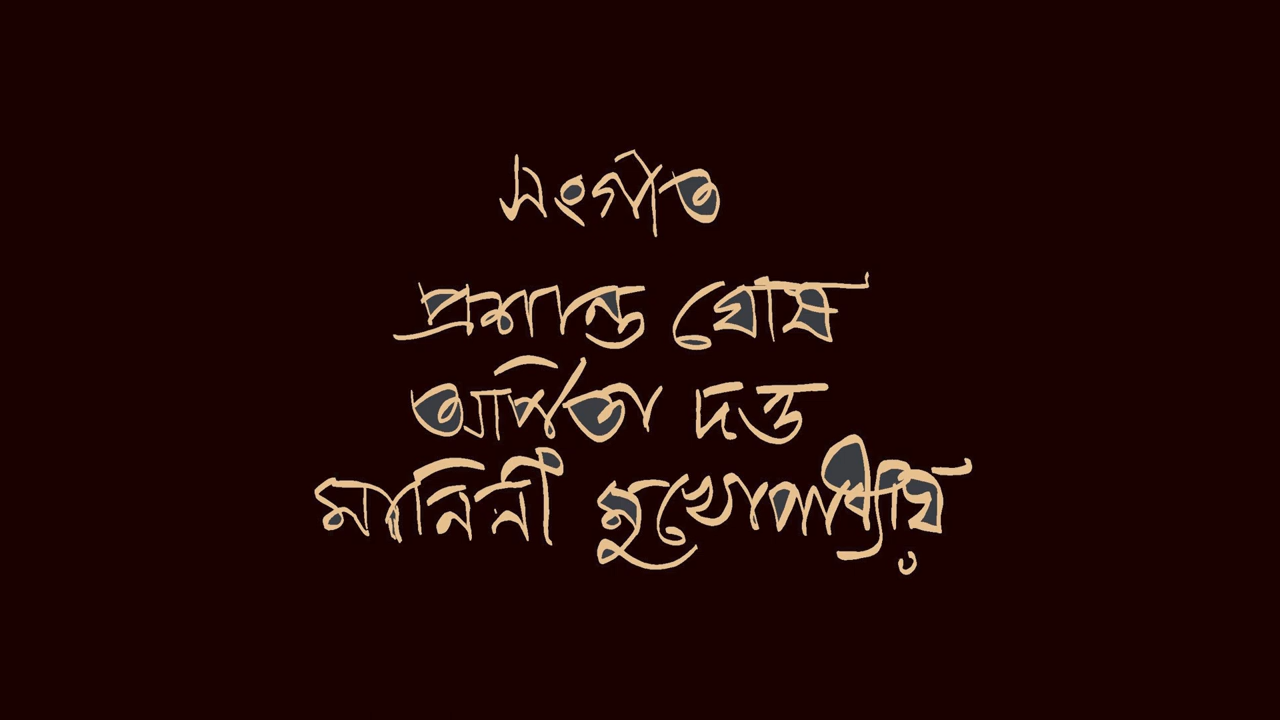 সংগীত
প্রশান্ত ঘোষ
অর্পিতা দত্ত
মানিনী মুখোপাধ্যায়